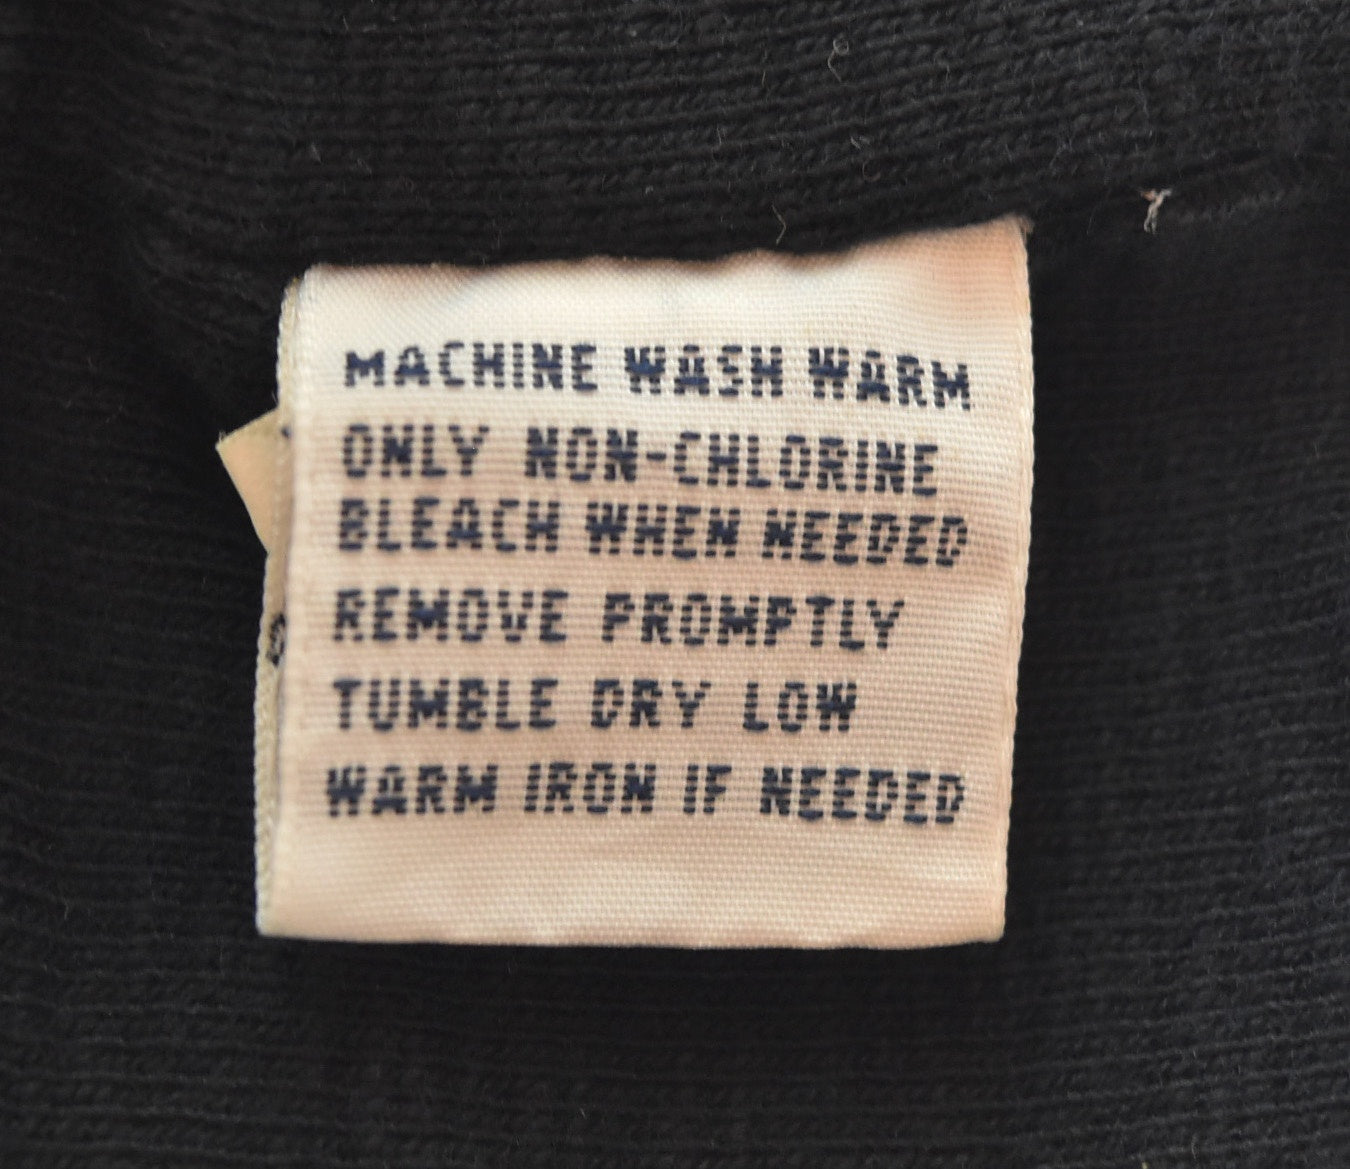 MACHINE WASH WARM
ONLY NON-CHLORINE
BLEACH WHEN NEEDED
REMOVE PROMPTLY
TUMBLE DRY LOW
WARM IRON IF NEEDED